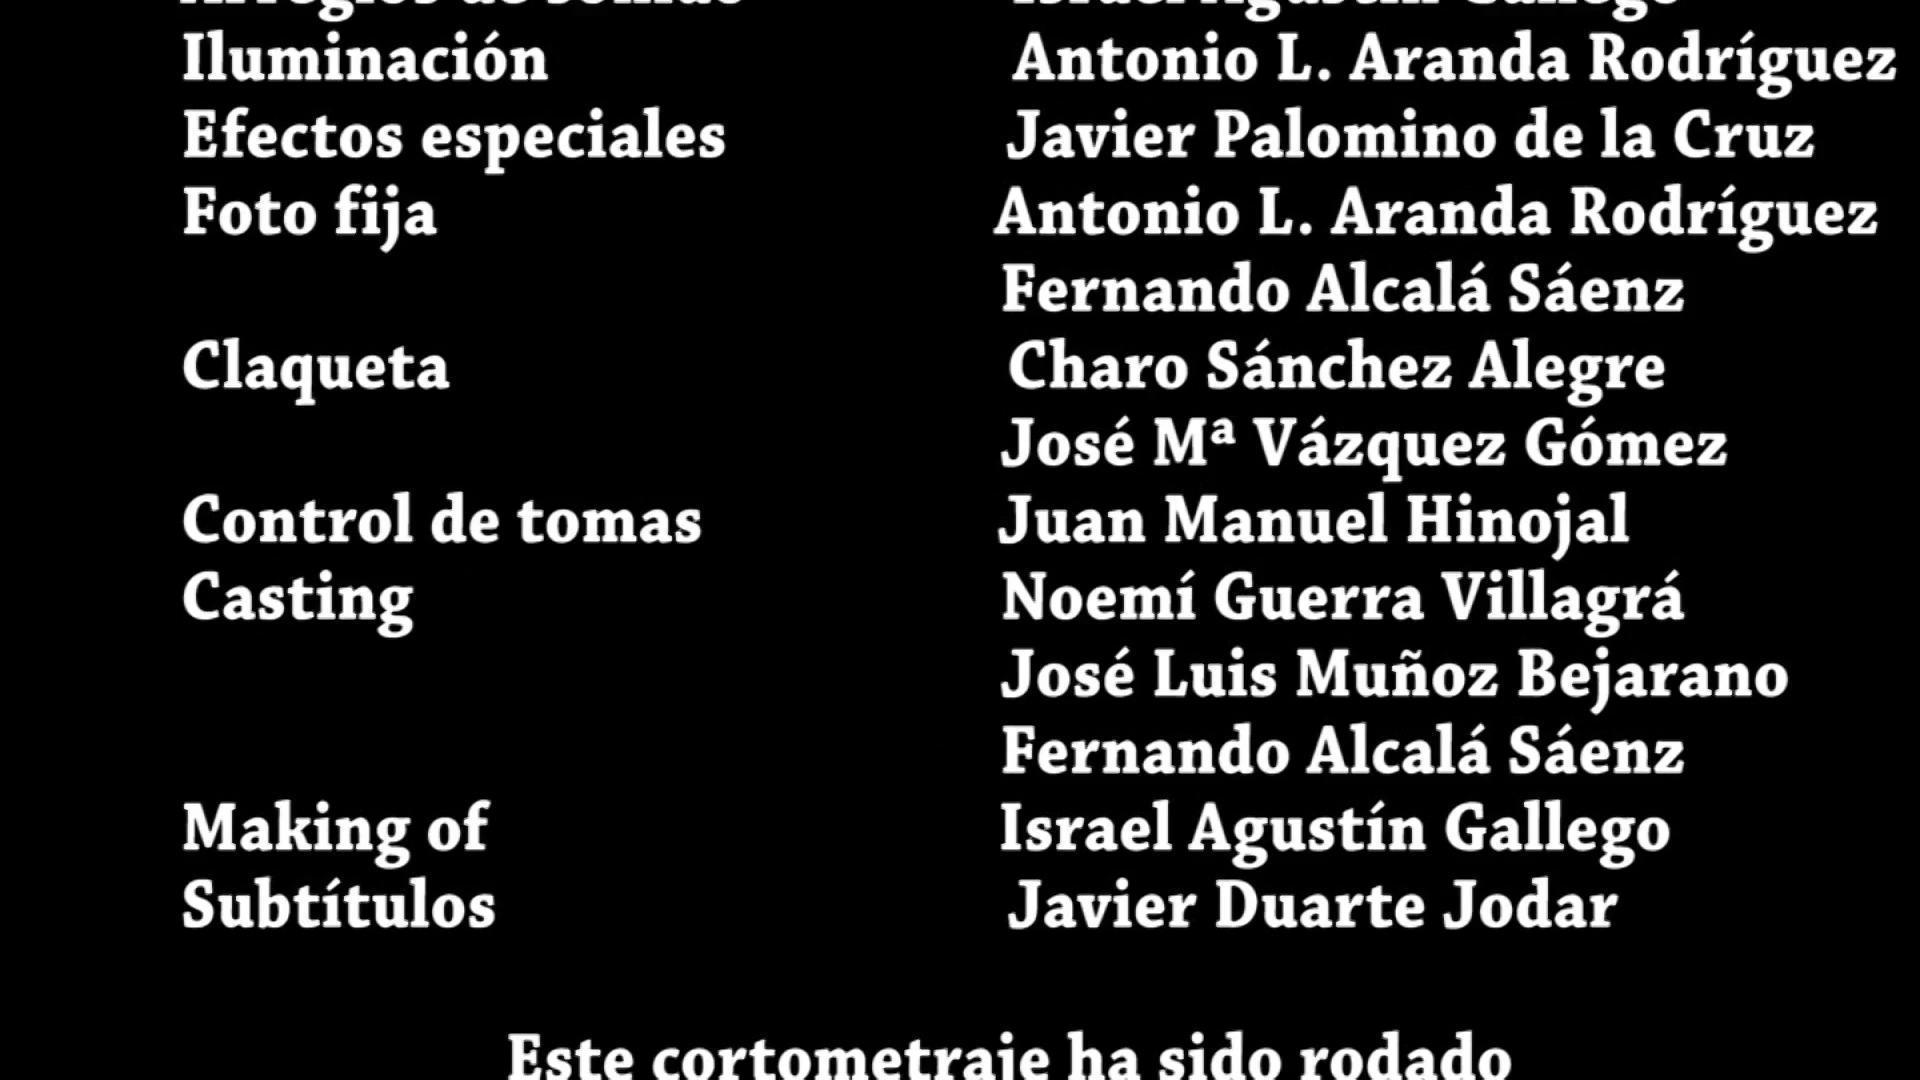 Arreglos de sonido Israel Agustín Gallego
Iluminación Antonio L. Aranda Rodríguez
Efectos especiales Javier Palomino de la Cruz
Foto fija Antonio L. Aranda Rodríguez
Fernando Alcalá Sáenz
Claqueta Charo Sánchez Alegre
José Mª Vázquez Gómez
Control de tomas Juan Manuel Hinojal
Casting Noemí Guerra Villagrá
José Luis Muñoz Bejarano
Fernando Alcalá Sáenz
Making of Israel Agustín Gallego
Subtítulos Javier Duarte Jodar
Este cortometraje ha sido rodado